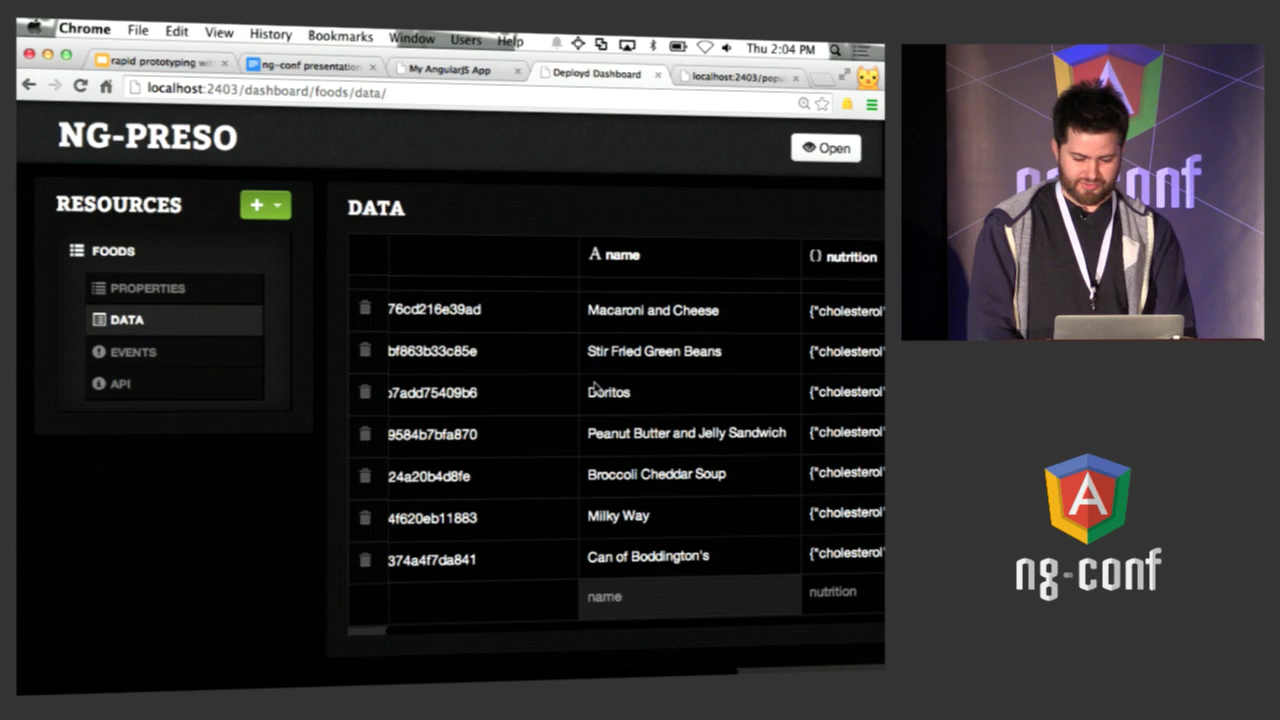 Chrome File Edit View History Bookmarks Window Users Help Thu 2:04 PM
rapid prototyping wit
ng-conf presentation
My AngularJS App
Deployd Dashboard
localhost:2403/popu
localhost:2403/dashboard/foods/data/
NG-PRESO
Open
RESOURCES
FOODS
PROPERTIES
DATA
EVENTS
API
DATA
A name {} nutrition
76cd216e39ad Macaroni and Cheese {"cholesterol"
bf863b33c85e Stir Fried Green Beans {"cholesterol"
b7add75409b6 Doritos {"cholesterol"
9584b7bfa870 Peanut Butter and Jelly Sandwich {"cholesterol"
24a20b4d8fe Broccoli Cheddar Soup {"cholesterol"
4f620eb11883 Milky Way {"cholesterol"
374a4f7da841 Can of Boddington's {"cholesterol"
name nutrition
A
ng-conf